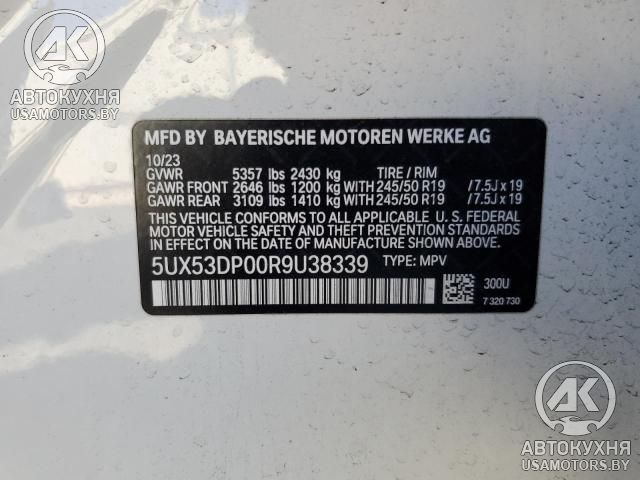 AK
АВТОКУХНЯ
USAMOTORS.BY
MFD BY BAYERISCHE MOTOREN WERKE AG
10/23
GVWR 5357 lbs 2430 kg TIRE / RIM
GAWR FRONT 2646 lbs 1200 kg WITH 245/50 R19 /7.5J x 19
GAWR REAR 3109 lbs 1410 kg WITH 245/50 R19 /7.5J x 19
THIS VEHICLE CONFORMS TO ALL APPLICABLE U. S. FEDERAL
MOTOR VEHICLE SAFETY AND THEFT PREVENTION STANDARDS
IN EFFECT ON THE DATE OF MANUFACTURE SHOWN ABOVE.
5UX53DP00R9U38339 TYPE: MPV
300U
7 320 730
AK
АВТОКУХНЯ
USAMOTORS.BY